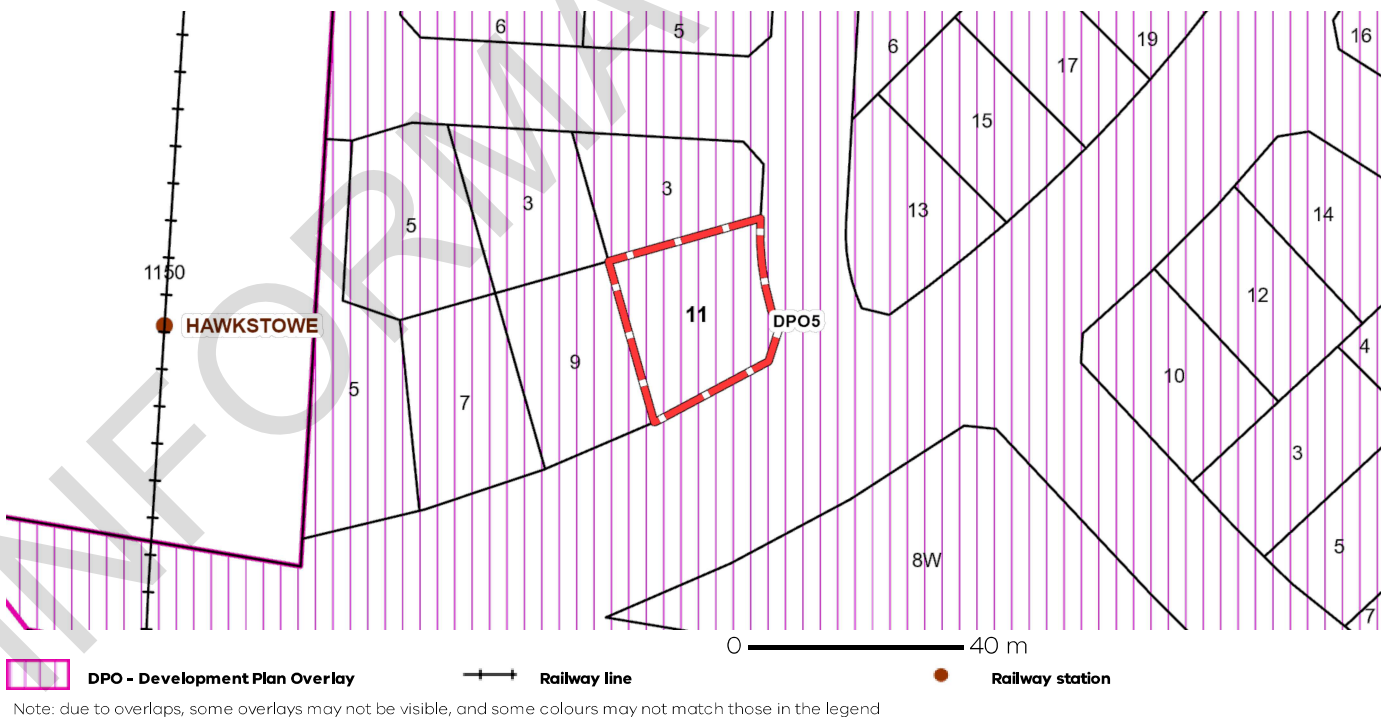 6
5
6
19
17
16
15
3
3
5
13
14
1150
11
12
HAWKSTOWE
DPO5
9
10
4
5
7
3
8W
5
7
0 40 m
DPO - Development Plan Overlay
Railway line
Railway station
Note: due to overlaps, some overlays may not be visible, and some colours may not match those in the legend
INFORMA